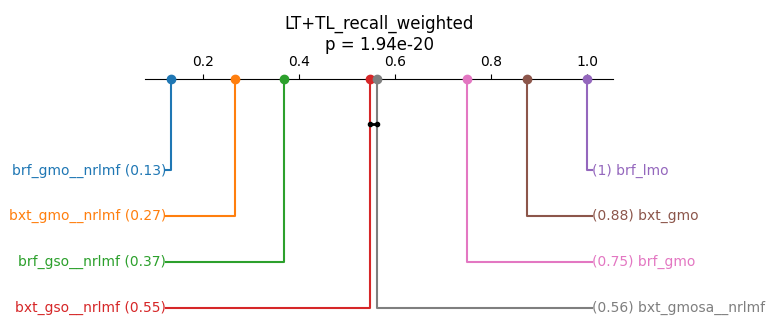 LT+TL_recall_weighted
p = 1.94e-20
0.2 0.4 0.6 0.8 1.0
brf_gmo__nrlmf (0.13) (1) brf_lmo
bxt_gmo__nrlmf (0.27) (0.88) bxt_gmo
brf_gso__nrlmf (0.37) (0.75) brf_gmo
bxt_gso__nrlmf (0.55) (0.56) bxt_gmosa__nrlmf